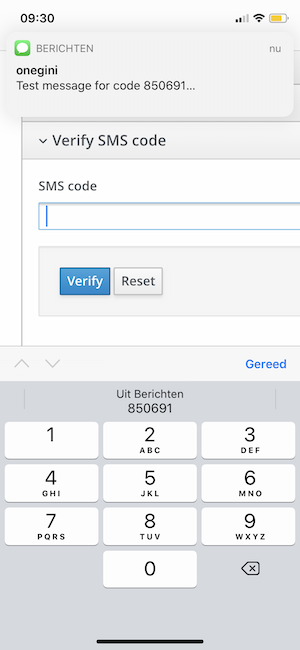 09:30
BERICHTEN nu
onegini
Test message for code 850691...
Verify SMS code
SMS code
Verify Reset
Gereed
Uit Berichten
850691
1 2 3
ABC DEF
4 5 6
GHI JKL MNO
7 8 9
PQRS TUV WXYZ
0